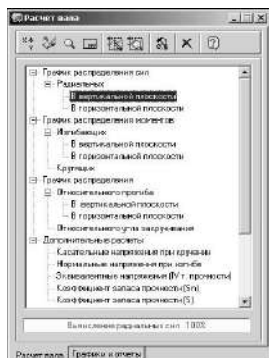 Расчет вала
График распределения сил
Радиальных
В вертикальной плоскости
В горизонтальной плоскости
График распределения моментов
Изгибающих
В вертикальной плоскости
В горизонтальной плоскости
Крутящих
График распределения
Относительного прогиба
В вертикальной плоскости
В горизонтальной плоскости
Относительного угла закручивания
Дополнительные расчеты
Касательные напряжения при кручении
Нормальные напряжения при изгибе
Эквивалентные напряжения (IV т. прочности)
Коэффициент запаса прочности (Sm)
Коэффициент запаса прочности (S)
Вычисление радиальных сил 100%
Расчет вала Графики и отчеты